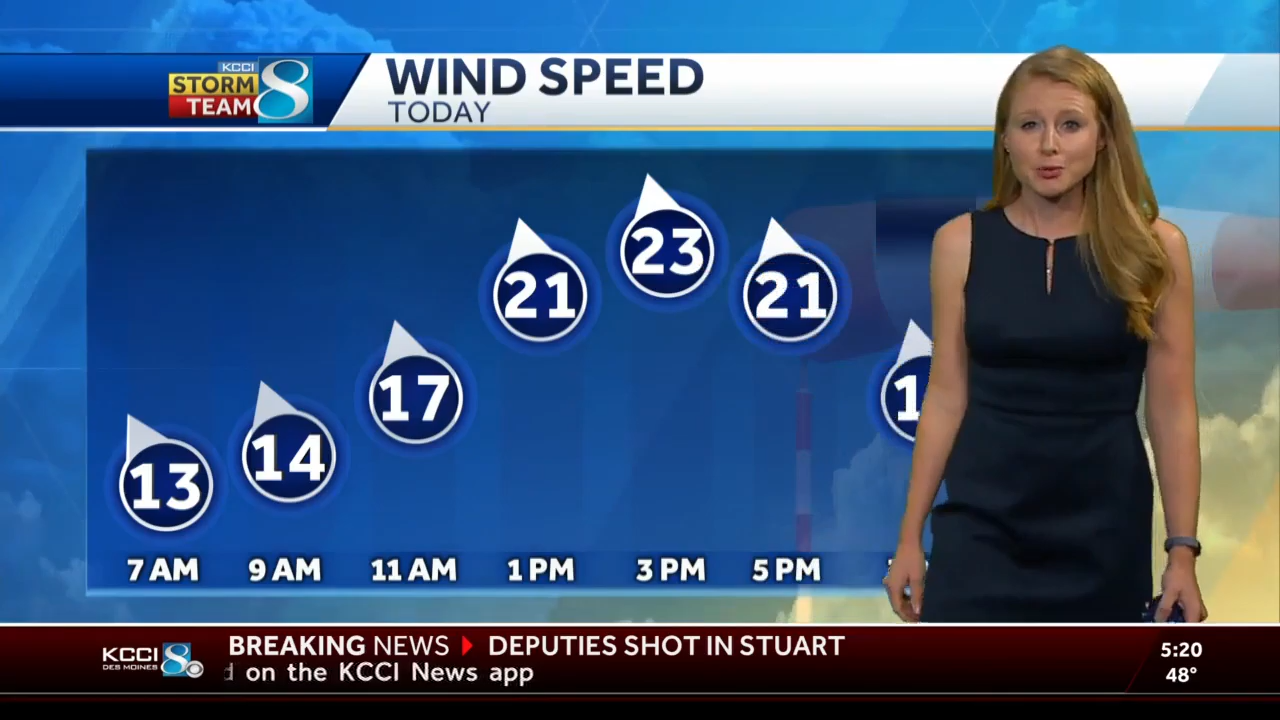 KCCI
STORM
TEAM 8
WIND SPEED
TODAY
13
14
17
21
23
21
7 AM
9 AM
11 AM
1 PM
3 PM
5 PM
KCCI 8
DES MOINES
BREAKING NEWS DEPUTIES SHOT IN STUART
on the KCCI News app
5:20
48°